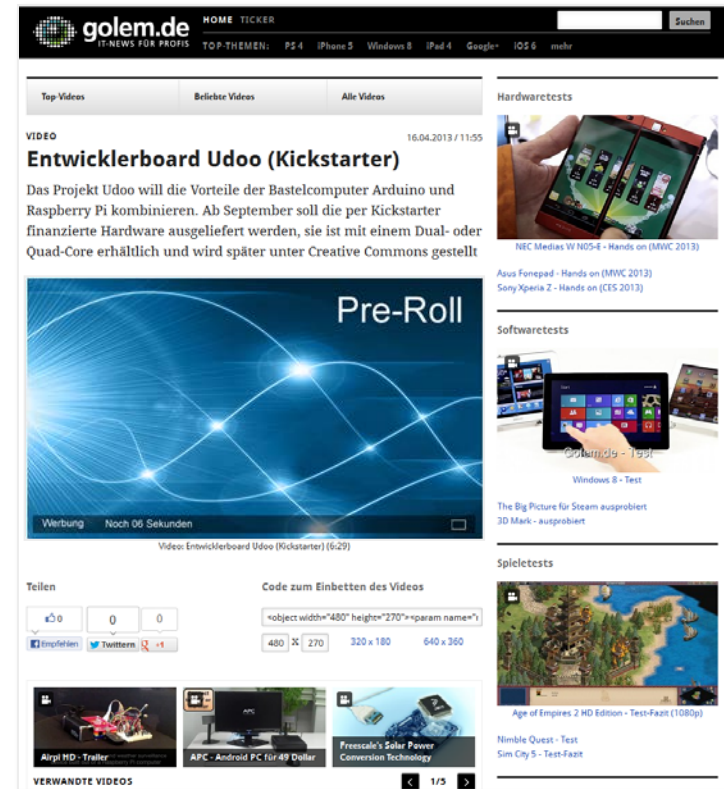 golem.de
IT-NEWS FÜR PROFIS
HOME TICKER
Suchen
TOP-THEMEN: PS4 iPhone 5 Windows 8 iPad 4 Google+ iOS 6 mehr
Top-Videos Beliebte Videos Alle Videos
VIDEO 16.04.2013 / 11:55
Entwicklerboard Udoo (Kickstarter)
Das Projekt Udoo will die Vorteile der Bastelcomputer Arduino und
Raspberry Pi kombinieren. Ab September soll die per Kickstarter
finanzierte Hardware ausgeliefert werden, sie ist mit einem Dual- oder
Quad-Core erhältlich und wird später unter Creative Commons gestellt
Pre-Roll
Werbung Noch 06 Sekunden
Video: Entwicklerboard Udoo (Kickstarter) (6:29)
Teilen
0 0 0
Empfehlen Twittern +1
Code zum Einbetten des Videos
<object width="480" height="270"><param name="
480 X 270 320 x 180 640 x 360
Airpi HD - Trailer
APC - Android PC für 49 Dollar
Freescale's Solar Power
Conversion Technology
VERWANDTE VIDEOS 1/5
Hardwaretests
NEC Medias W N05-E - Hands on (MWC 2013)
Asus Fonepad - Hands on (MWC 2013)
Sony Xperia Z - Hands on (CES 2013)
Softwaretests
Golem.de - Test
Windows 8 - Test
The Big Picture für Steam ausprobiert
3D Mark - ausprobiert
Spieletests
Age of Empires 2 HD Edition - Test-Fazit (1080p)
Nimble Quest - Test
Sim City 5 - Test-Fazit